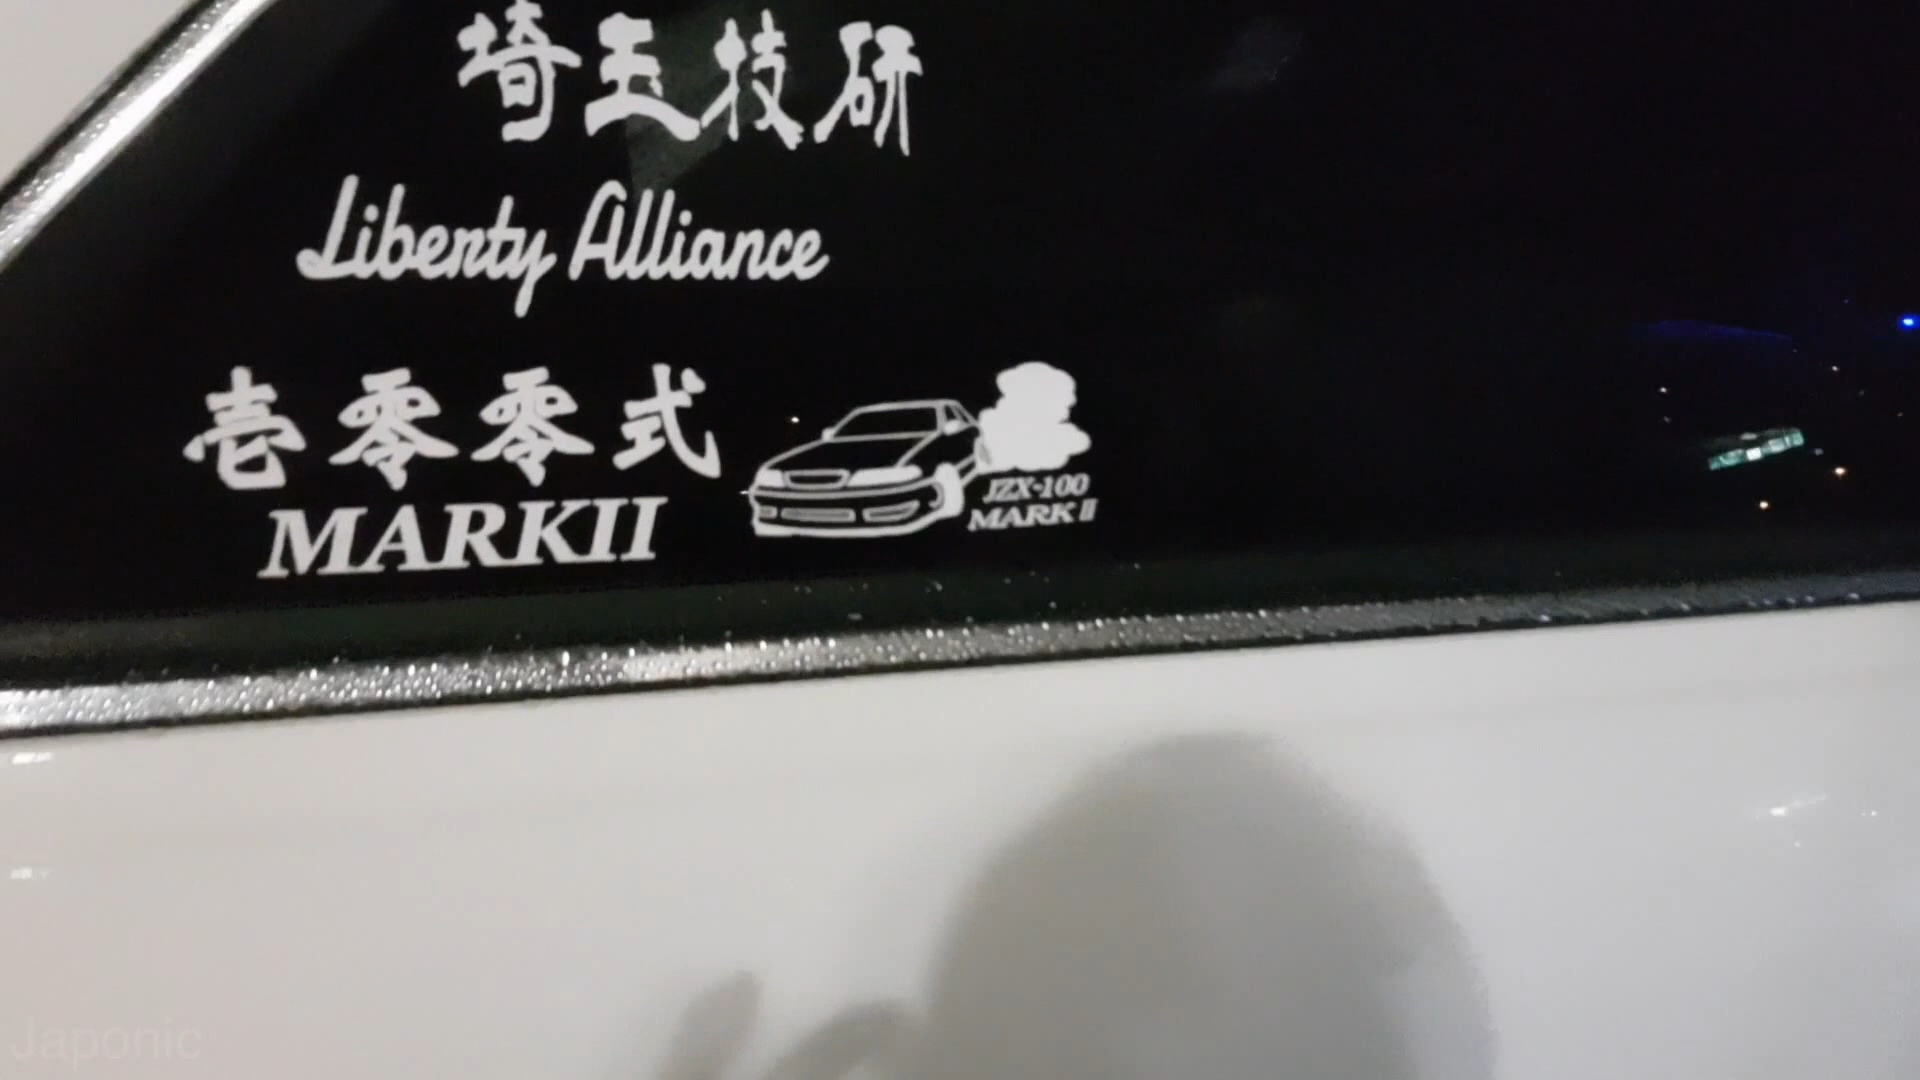 埼玉技研
Liberty Alliance
壱零零式
MARKII
JZX-100
MARK II
Japonic